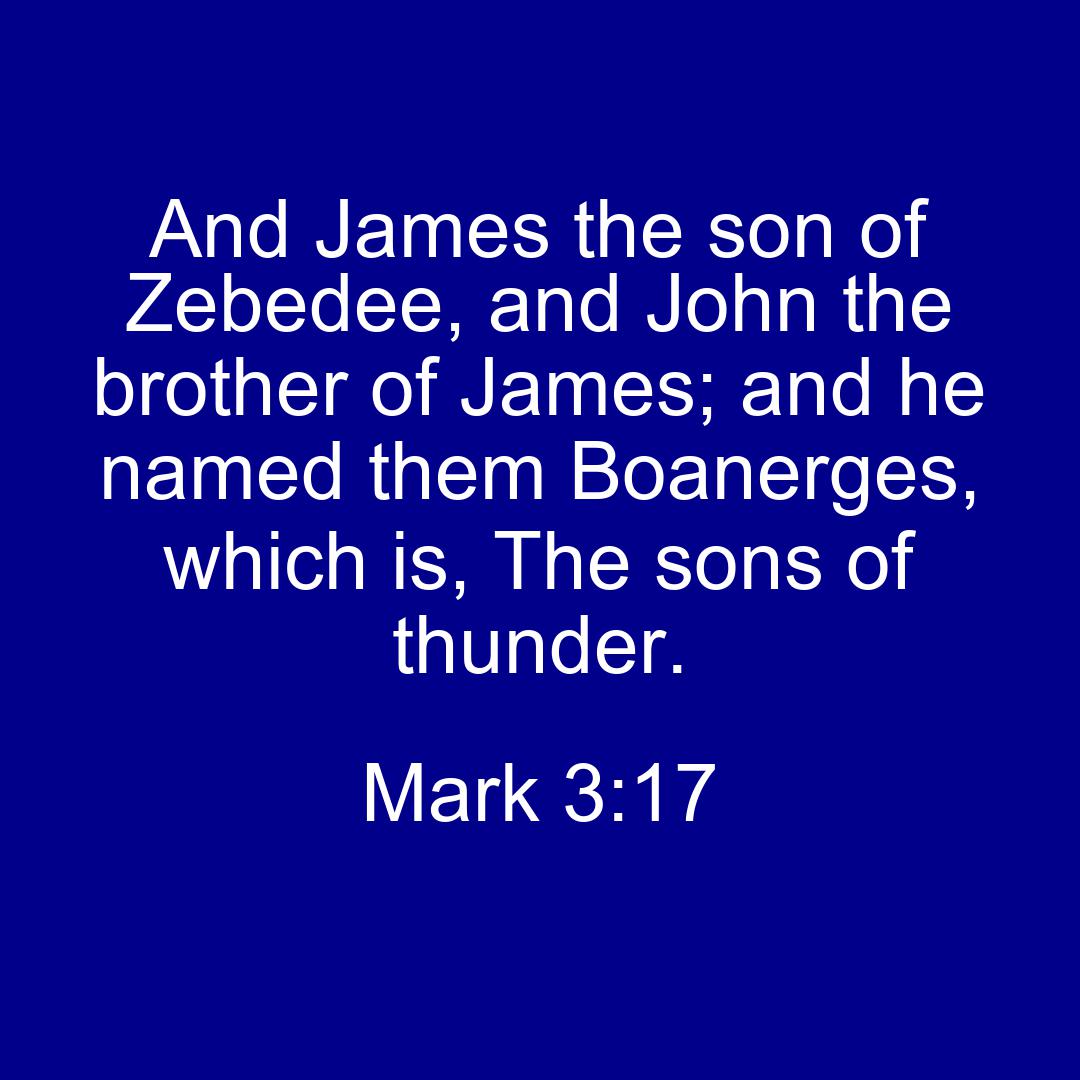 And James the son of
Zebedee, and John the
brother of James; and he
named them Boanerges,
which is, The sons of
thunder.
Mark 3:17